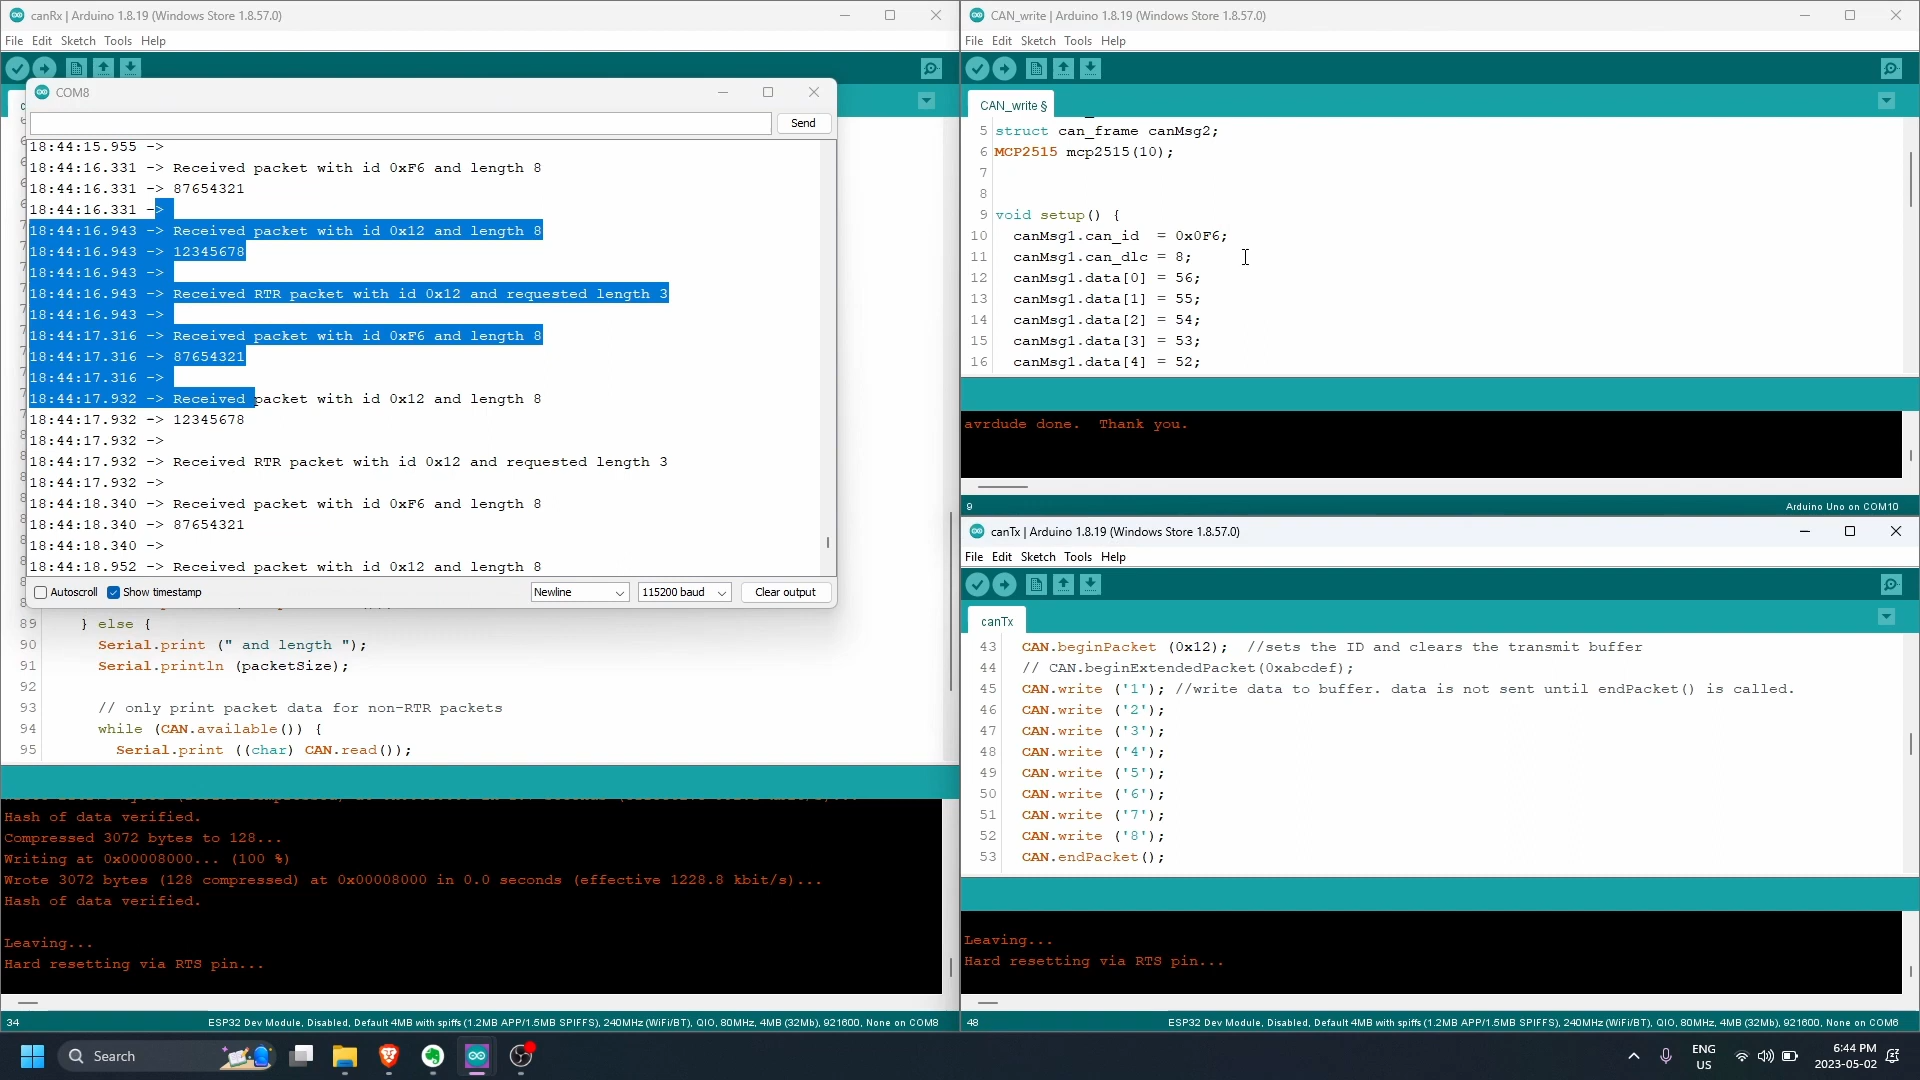 canRx | Arduino 1.8.19 (Windows Store 1.8.57.0)
File Edit Sketch Tools Help
COM8
Send
18:44:15.955 ->
18:44:16.331 -> Received packet with id 0xF6 and length 8
18:44:16.331 -> 87654321
18:44:16.331 ->
18:44:16.943 -> Received packet with id 0x12 and length 8
18:44:16.943 -> 12345678
18:44:16.943 ->
18:44:16.943 -> Received RTR packet with id 0x12 and requested length 3
18:44:16.943 ->
18:44:17.316 -> Received packet with id 0xF6 and length 8
18:44:17.316 -> 87654321
18:44:17.316 ->
18:44:17.932 -> Received packet with id 0x12 and length 8
18:44:17.932 -> 12345678
18:44:17.932 ->
18:44:17.932 -> Received RTR packet with id 0x12 and requested length 3
18:44:17.932 ->
18:44:18.340 -> Received packet with id 0xF6 and length 8
18:44:18.340 -> 87654321
18:44:18.340 ->
18:44:18.952 -> Received packet with id 0x12 and length 8
Autoscroll Show timestamp Newline 115200 baud Clear output
89 } else {
90 Serial.print (" and length ");
91 Serial.println (packetSize);
92
93 // only print packet data for non-RTR packets
94 while (CAN.available()) {
95 Serial.print ((char) CAN.read());
Hash of data verified.
Compressed 3072 bytes to 128...
Writing at 0x00008000... (100 %)
Wrote 3072 bytes (128 compressed) at 0x00008000 in 0.0 seconds (effective 1228.8 kbit/s)...
Hash of data verified.
Leaving...
Hard resetting via RTS pin...
34 ESP32 Dev Module, Disabled, Default 4MB with spiffs (1.2MB APP/1.5MB SPIFFS), 240MHz (WiFi/BT), QIO, 80MHz, 4MB (32Mb), 921600, None on COM8
CAN_write | Arduino 1.8.19 (Windows Store 1.8.57.0)
File Edit Sketch Tools Help
CAN_write §
5 struct can_frame canMsg2;
6 MCP2515 mcp2515(10);
7
8
9 void setup() {
10 canMsg1.can_id = 0x0F6;
11 canMsg1.can_dlc = 8;
12 canMsg1.data[0] = 56;
13 canMsg1.data[1] = 55;
14 canMsg1.data[2] = 54;
15 canMsg1.data[3] = 53;
16 canMsg1.data[4] = 52;
avrdude done. Thank you.
9 Arduino Uno on COM10
canTx | Arduino 1.8.19 (Windows Store 1.8.57.0)
File Edit Sketch Tools Help
canTx
43 CAN.beginPacket (0x12); //sets the ID and clears the transmit buffer
44 // CAN.beginExtendedPacket(0xabcdef);
45 CAN.write ('1'); //write data to buffer. data is not sent until endPacket() is called.
46 CAN.write ('2');
47 CAN.write ('3');
48 CAN.write ('4');
49 CAN.write ('5');
50 CAN.write ('6');
51 CAN.write ('7');
52 CAN.write ('8');
53 CAN.endPacket();
Leaving...
Hard resetting via RTS pin...
48 ESP32 Dev Module, Disabled, Default 4MB with spiffs (1.2MB APP/1.5MB SPIFFS), 240MHz (WiFi/BT), QIO, 80MHz, 4MB (32Mb), 921600, None on COM6
Search
ENG
US
6:44 PM
2023-05-02